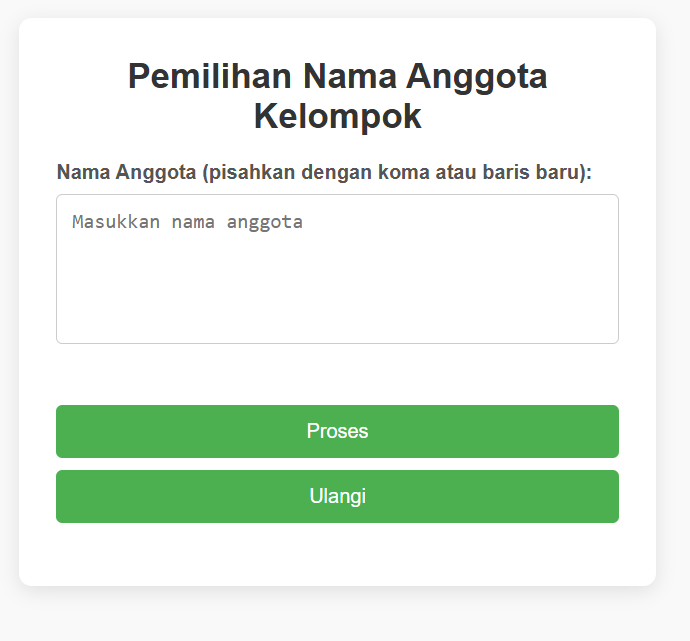 Pemilihan Nama Anggota
Kelompok
Nama Anggota (pisahkan dengan koma atau baris baru):
Masukkan nama anggota
Proses
Ulangi